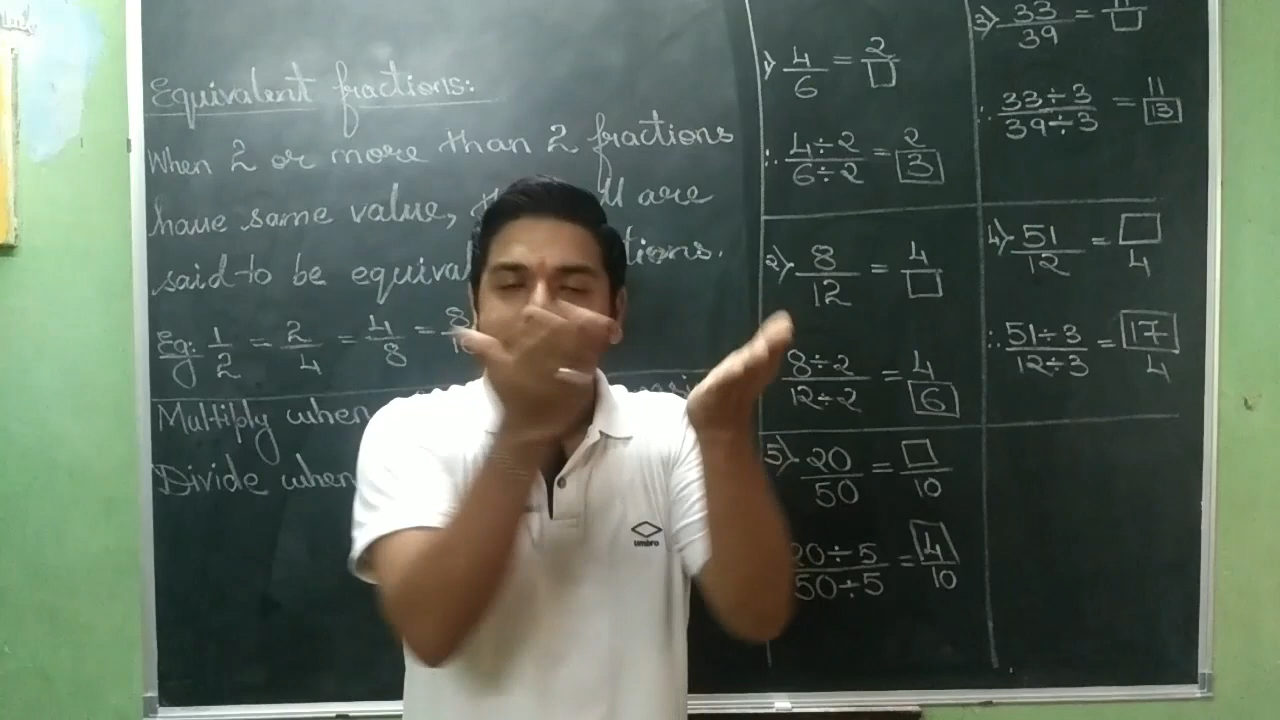 Equivalent fractions:
When 2 or more than 2 fractions
have same value, are
said to be
Eg: 1/2 = 2/4 = 4/8 = 8/
Multiply when
Divide when
1) 4/6 = 2/□
∴ 4÷2/6÷2 = 2/3
2) 8/12 = 4/□
8÷2/12÷2 = 4/6
5) 20/50 = □/10
20÷5/50÷5 = 4/10
3) 33/39 = 11/□
∴ 33÷3/39÷3 = 11/13
4) 51/12 = □/4
∴ 51÷3/12÷3 = 17/4
umbro